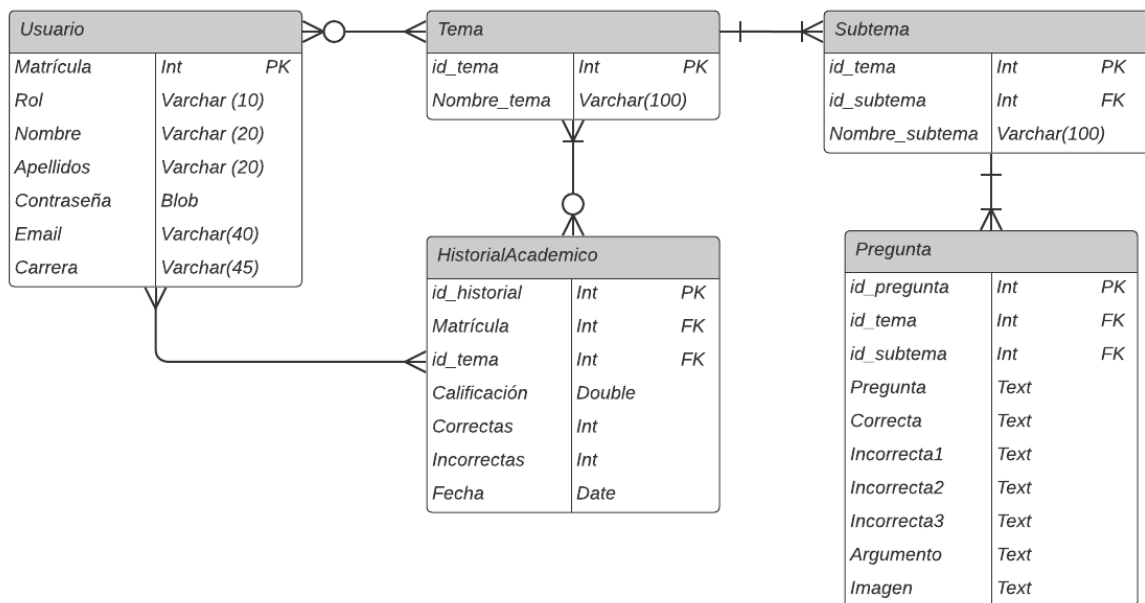 Usuario
Matrícula Int PK
Rol Varchar (10)
Nombre Varchar (20)
Apellidos Varchar (20)
Contraseña Blob
Email Varchar(40)
Carrera Varchar(45)
Tema
id_tema Int PK
Nombre_tema Varchar(100)
Subtema
id_tema Int PK
id_subtema Int FK
Nombre_subtema Varchar(100)
HistorialAcademico
id_historial Int PK
Matrícula Int FK
id_tema Int FK
Calificación Double
Correctas Int
Incorrectas Int
Fecha Date
Pregunta
id_pregunta Int PK
id_tema Int FK
id_subtema Int FK
Pregunta Text
Correcta Text
Incorrecta1 Text
Incorrecta2 Text
Incorrecta3 Text
Argumento Text
Imagen Text